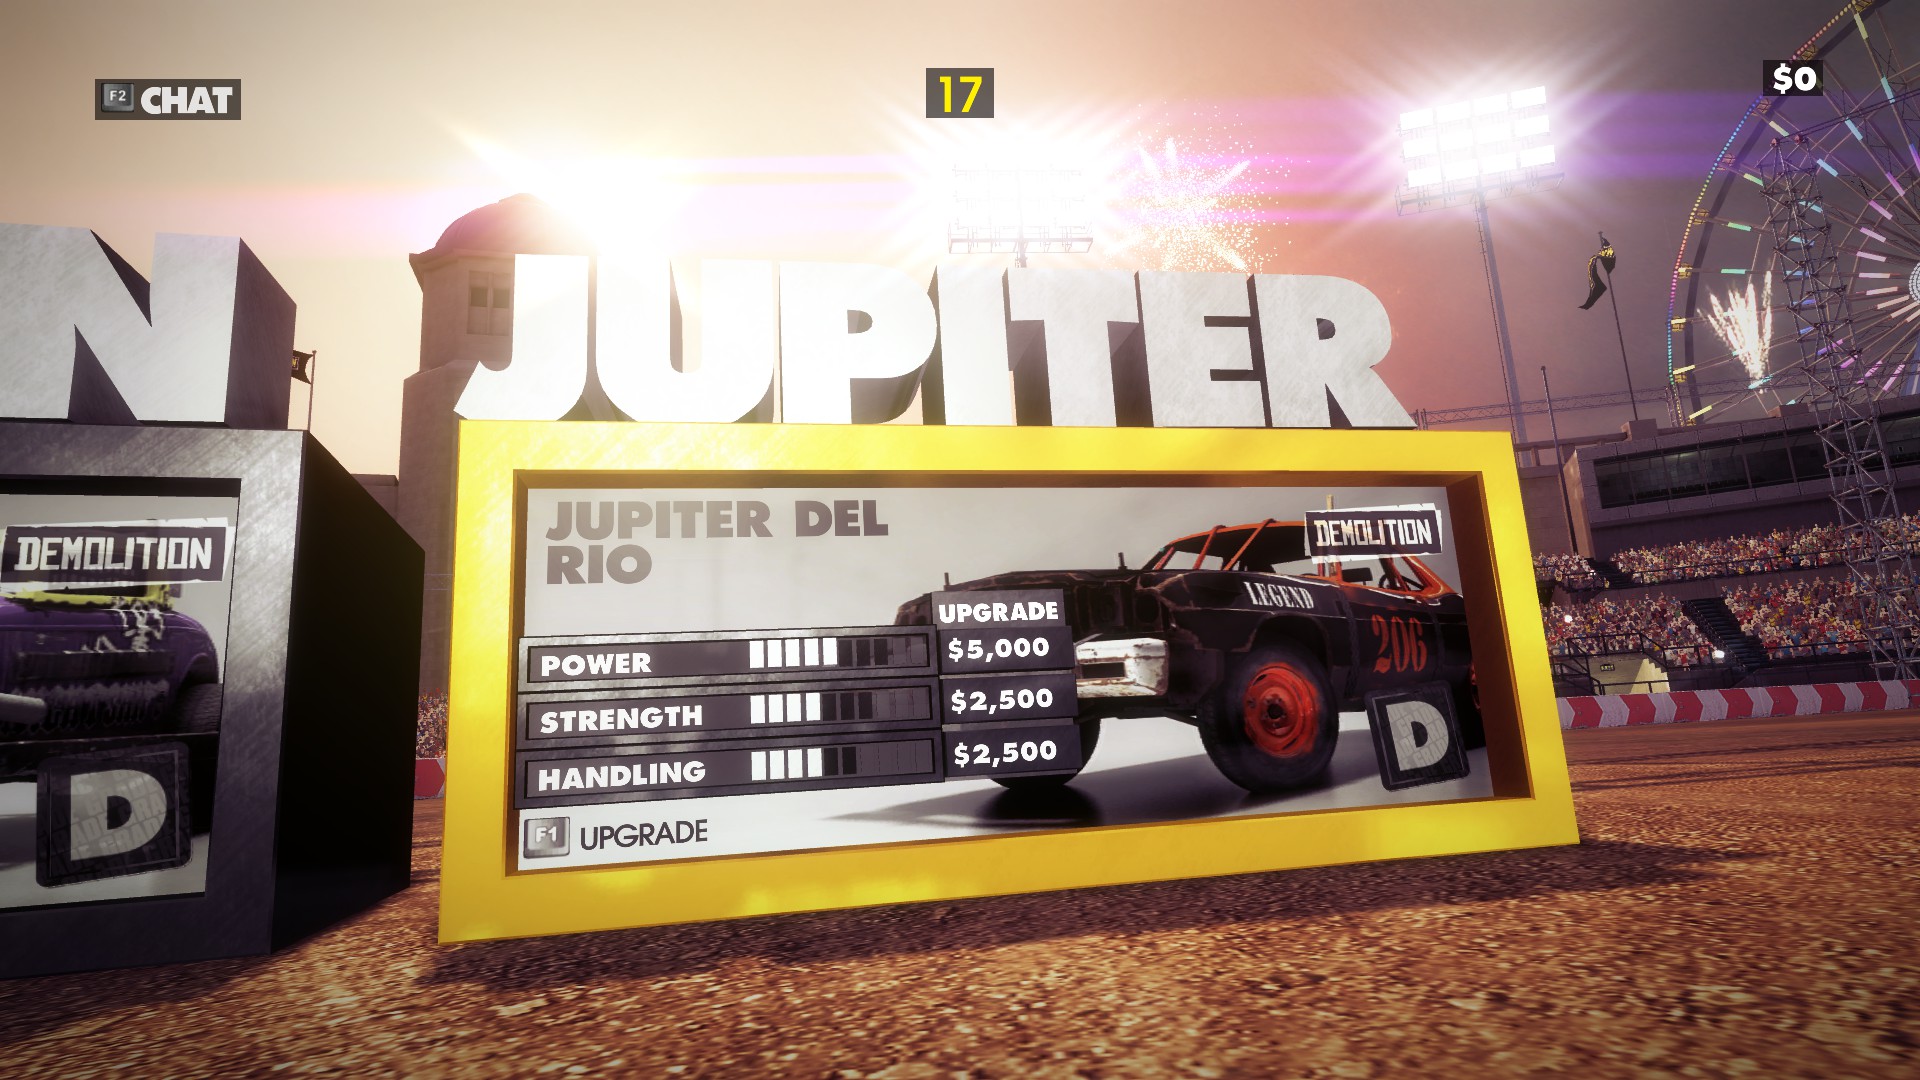 F2 CHAT
17
$0
N
JUPITER
DEMOLITION
D
JUPITER DEL
RIO
DEMOLITION
LEGEND
206
UPGRADE
POWER $5,000
STRENGTH $2,500
HANDLING $2,500
D
F1 UPGRADE